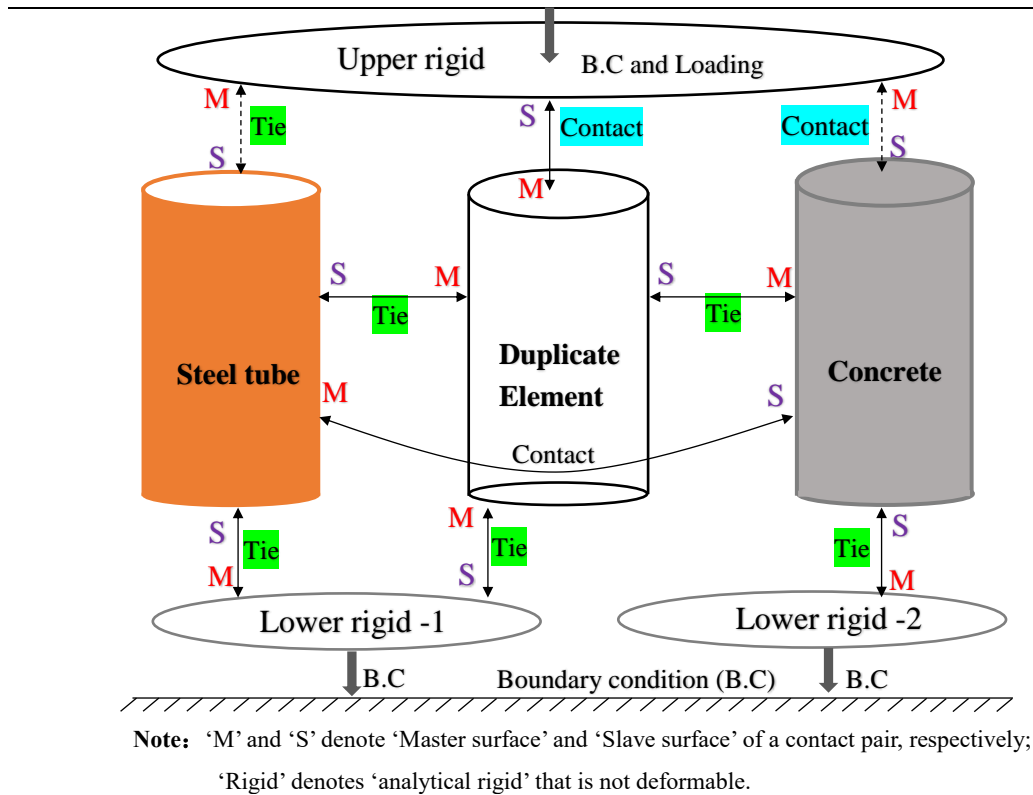 Upper rigid
B.C and Loading
M
M
Tie
S
Contact
Contact
S
M
S
S
M
S
M
Tie
Tie
Steel tube
Duplicate
Element
Concrete
M
S
Contact
S
M
S
Tie
Tie
Tie
M
S
M
Lower rigid -1
Lower rigid -2
B.C
Boundary condition (B.C)
B.C
Note: ‘M’ and ‘S’ denote ‘Master surface’ and ‘Slave surface’ of a contact pair, respectively;
‘Rigid’ denotes ‘analytical rigid’ that is not deformable.